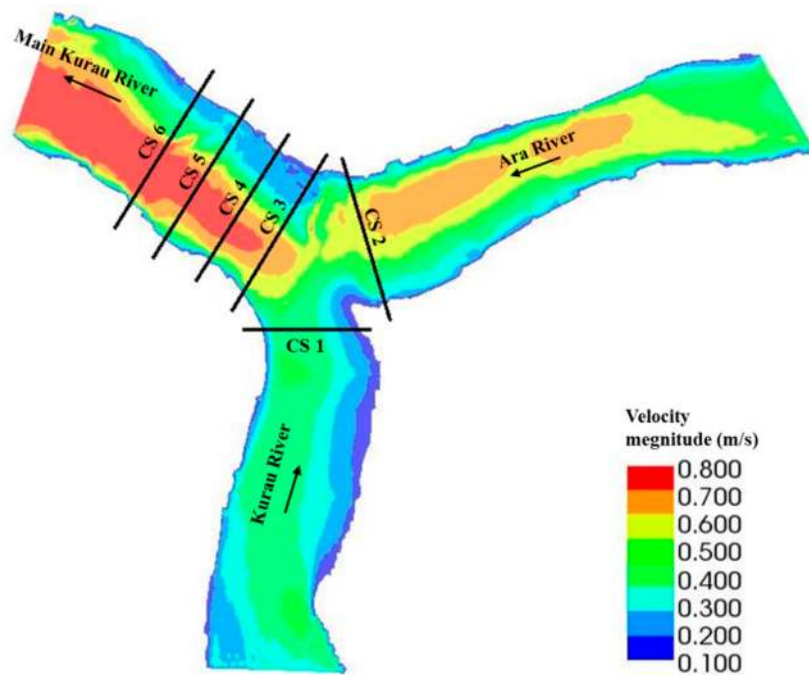 Main Kurau River
CS 6
CS 5
CS 4
CS 3
CS 2
Ara River
CS 1
Kurau River
Velocity
megnitude (m/s)
0.800
0.700
0.600
0.500
0.400
0.300
0.200
0.100